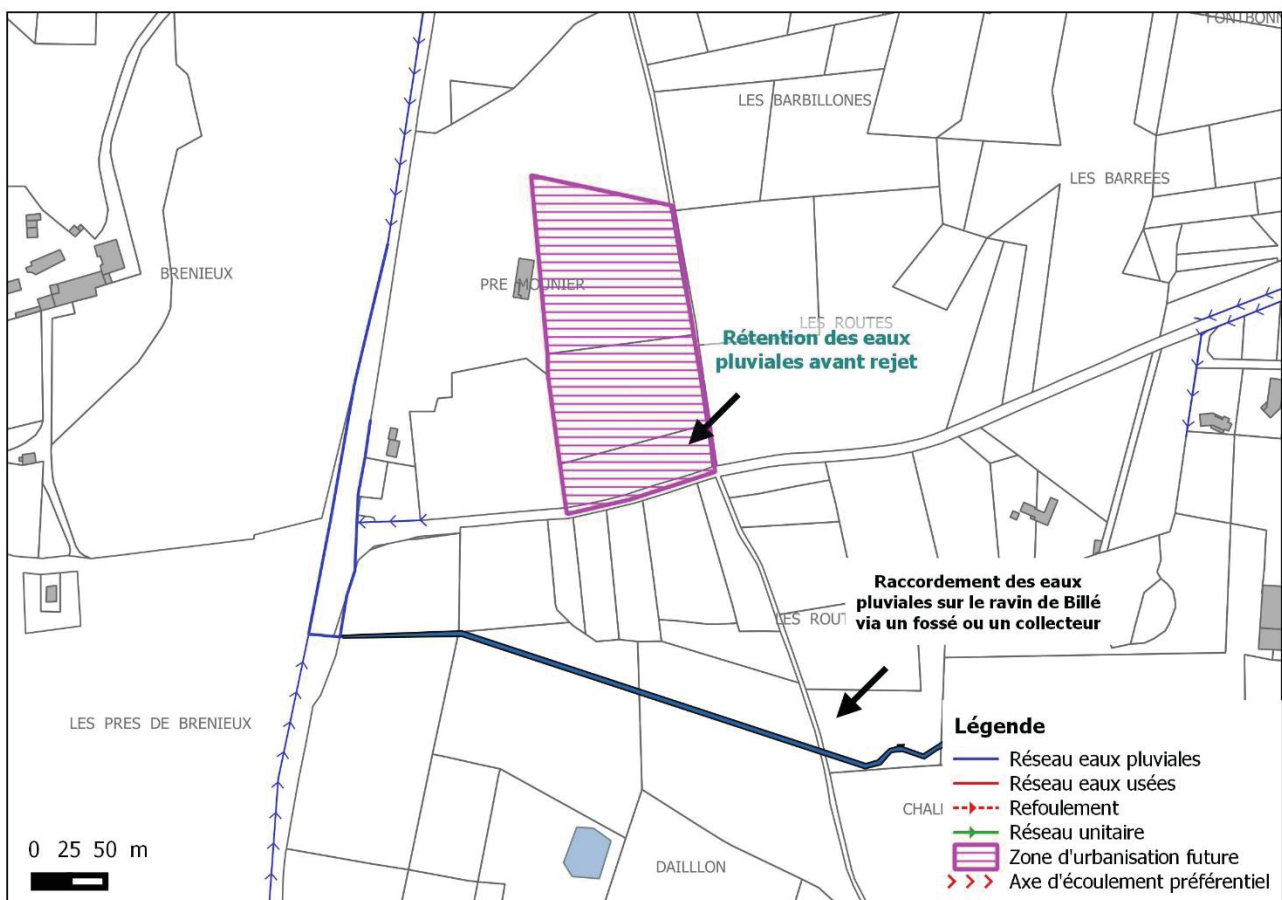 FONTBONN
LES BARBILLONES
LES BARREES
BRENIEUX
PRE MOUNIER
LES ROUTES
Rétention des eaux
pluviales avant rejet
Raccordement des eaux
pluviales sur le ravin de Billé
via un fossé ou un collecteur
LES ROUT
LES PRES DE BRENIEUX
CHALI
DAILLLON
Légende
Réseau eaux pluviales
Réseau eaux usées
Refoulement
Réseau unitaire
Zone d'urbanisation future
Axe d'écoulement préférentiel
0 25 50 m